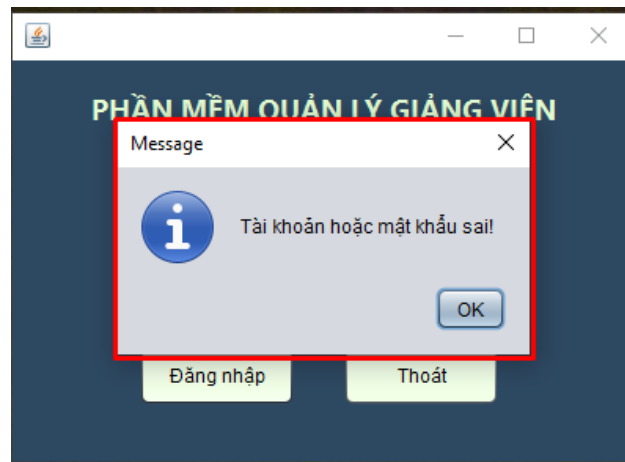 PHẦN MỀM QUẢN LÝ GIẢNG VIÊN
Message
Tài khoản hoặc mật khẩu sai!
OK
Đăng nhập
Thoát